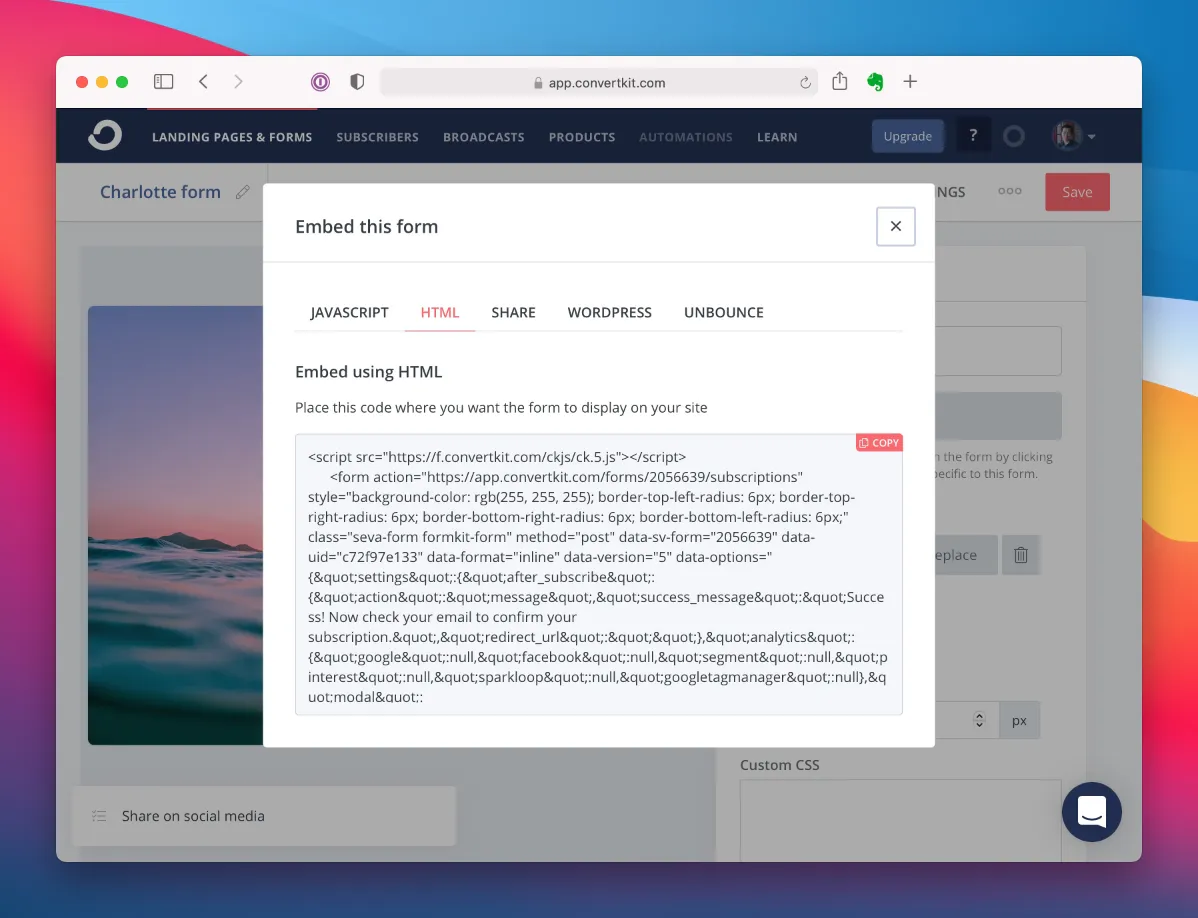 app.convertkit.com
LANDING PAGES & FORMS SUBSCRIBERS BROADCASTS PRODUCTS AUTOMATIONS LEARN Upgrade ?
Charlotte form NGS Save
Embed this form
JAVASCRIPT HTML SHARE WORDPRESS UNBOUNCE
Embed using HTML
Place this code where you want the form to display on your site
COPY
<script src="https://f.convertkit.com/ckjs/ck.5.js"></script>
<form action="https://app.convertkit.com/forms/2056639/subscriptions"
style="background-color: rgb(255, 255, 255); border-top-left-radius: 6px; border-top-
right-radius: 6px; border-bottom-right-radius: 6px; border-bottom-left-radius: 6px;"
class="seva-form formkit-form" method="post" data-sv-form="2056639" data-
uid="c72f97e133" data-format="inline" data-version="5" data-options="
{&quot;settings&quot;:{&quot;after_subscribe&quot;:
{&quot;action&quot;:&quot;message&quot;,&quot;success_message&quot;:&quot;Succe
ss! Now check your email to confirm your
subscription.&quot;,&quot;redirect_url&quot;:&quot;&quot;},&quot;analytics&quot;:
{&quot;google&quot;:null,&quot;facebook&quot;:null,&quot;segment&quot;:null,&quot;p
interest&quot;:null,&quot;sparkloop&quot;:null,&quot;googletagmanager&quot;:null},&q
uot;modal&quot;:
the form by clicking
pecific to this form.
eplace
px
Custom CSS
Share on social media